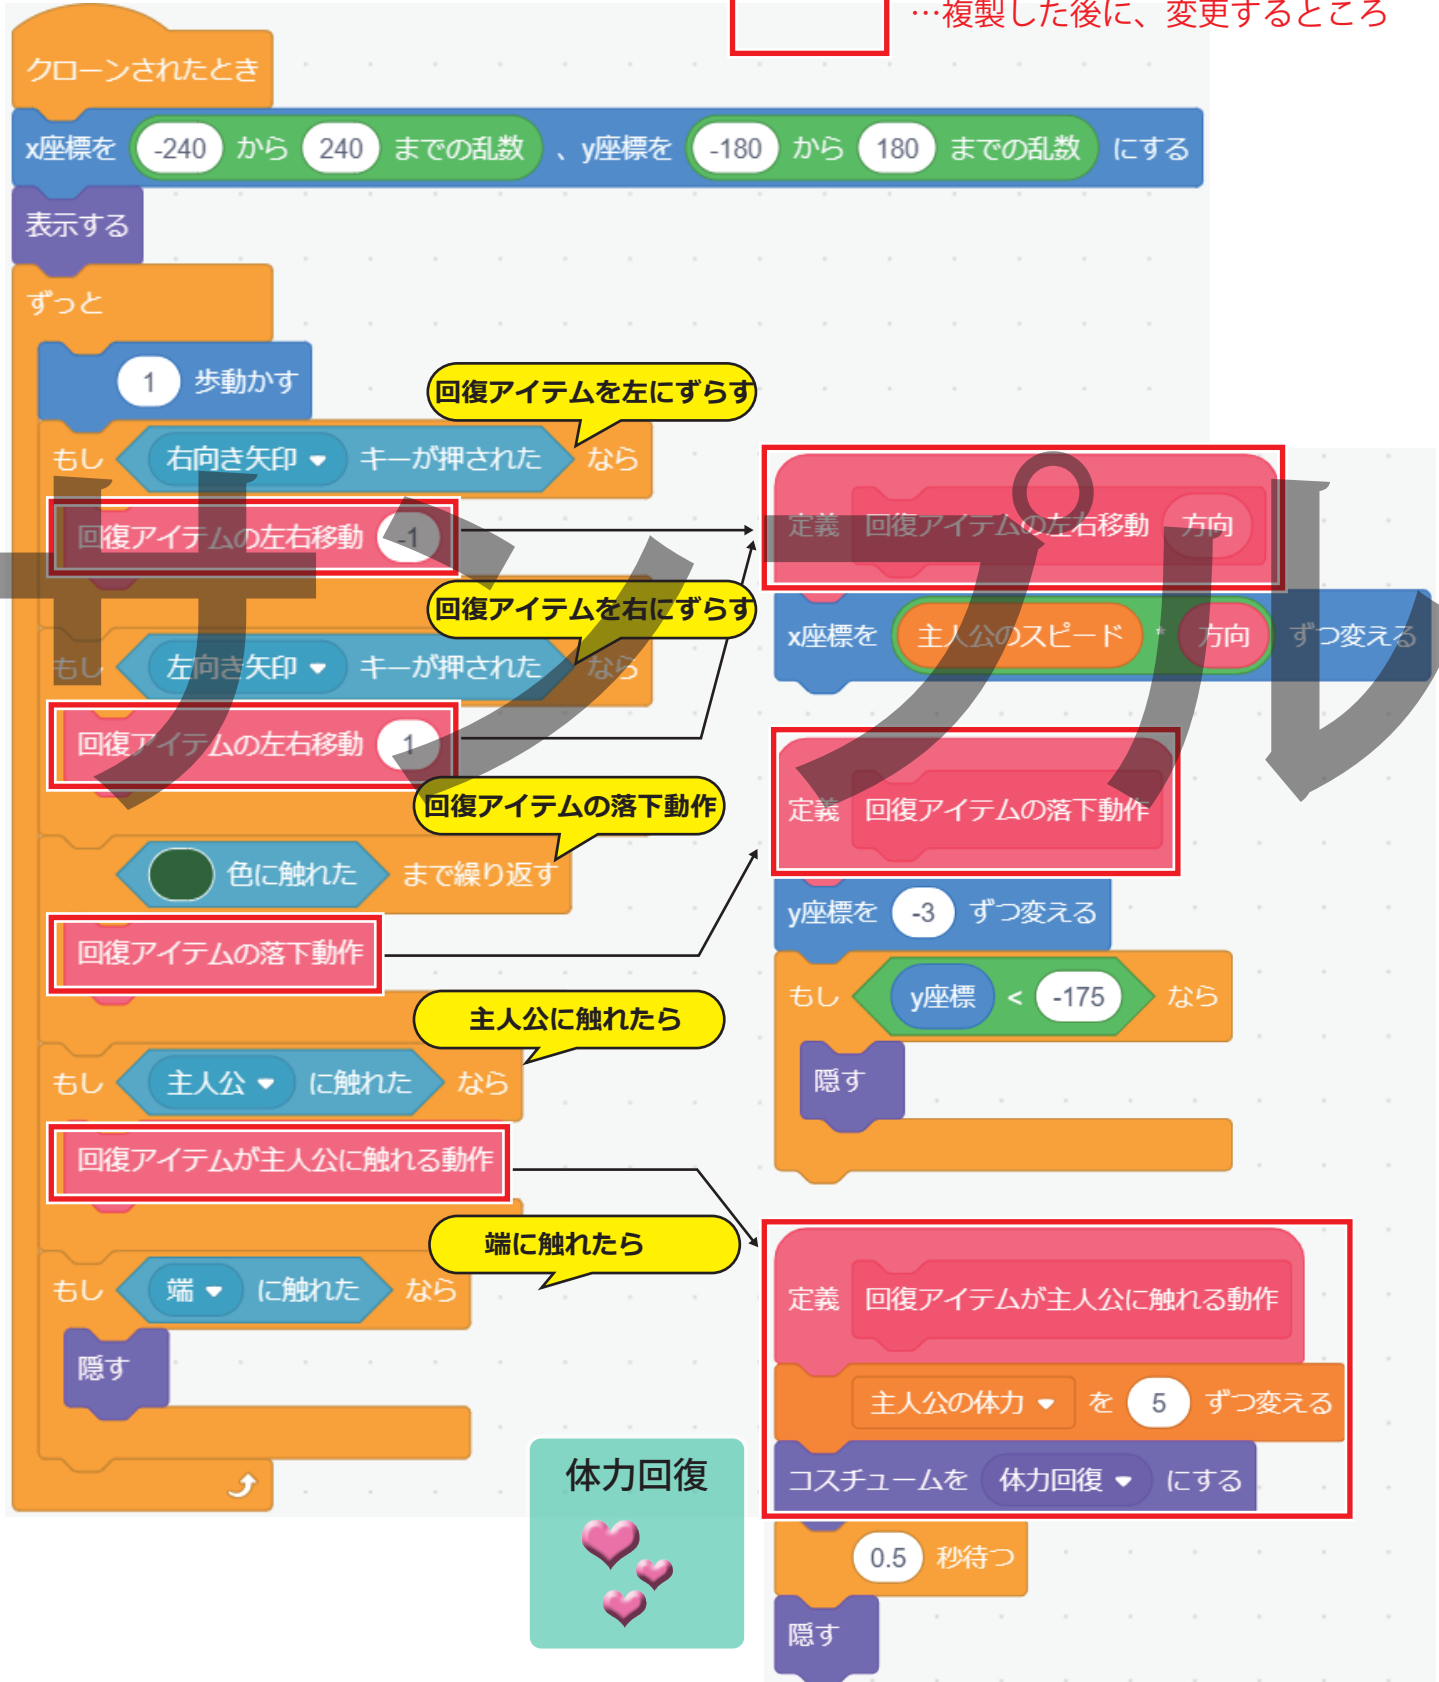 …複製した後に、変更するところ
クローンされたとき
x座標を -240 から 240 までの乱数 、y座標を -180 から 180 までの乱数 にする
表示する
ずっと
1 歩動かす
回復アイテムを左にずらす
もし 右向き矢印 キーが押された なら
回復アイテムの左右移動 -1
回復アイテムを右にずらす
もし 左向き矢印 キーが押された なら
回復アイテムの左右移動 1
回復アイテムの落下動作
色に触れた まで繰り返す
回復アイテムの落下動作
主人公に触れたら
もし 主人公 に触れた なら
回復アイテムが主人公に触れる動作
端に触れたら
もし 端 に触れた なら
隠す
定義 回復アイテムの左右移動 方向
x座標を 主人公のスピード * 方向 ずつ変える
定義 回復アイテムの落下動作
y座標を -3 ずつ変える
もし y座標 < -175 なら
隠す
定義 回復アイテムが主人公に触れる動作
主人公の体力 を 5 ずつ変える
コスチュームを 体力回復 にする
0.5 秒待つ
隠す
体力回復
サンプル